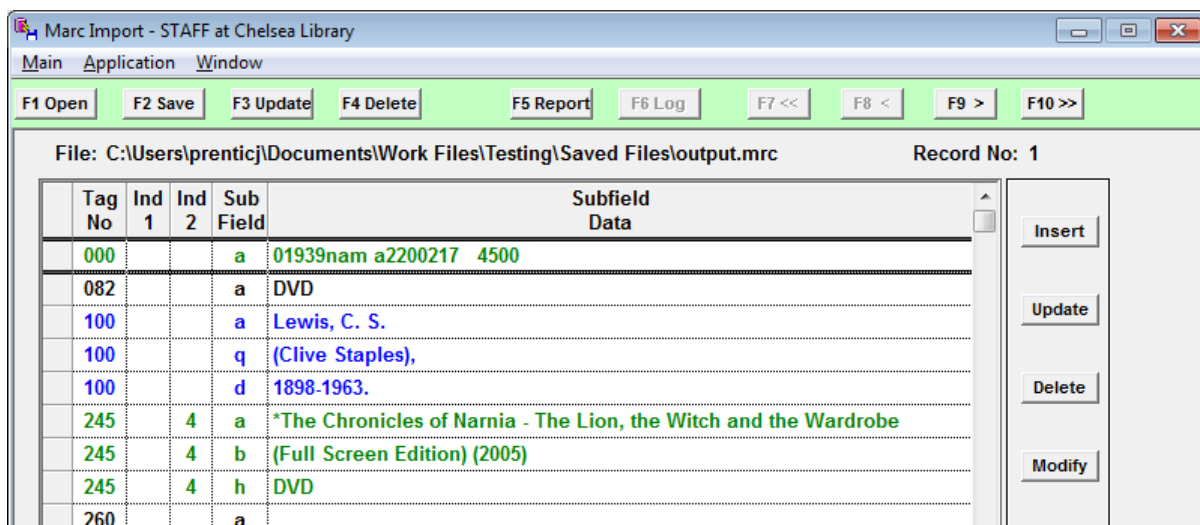 Marc Import - STAFF at Chelsea Library
Main Application Window
F1 Open F2 Save F3 Update F4 Delete F5 Report F6 Log F7 << F8 < F9 > F10 >>
File: C:\Users\prenticj\Documents\Work Files\Testing\Saved Files\output.mrc Record No: 1
Tag Ind Ind Sub Subfield
No 1 2 Field Data
Insert
000 a 01939nam a2200217 4500
082 a DVD
Update
100 a Lewis, C. S.
100 q (Clive Staples),
100 d 1898-1963.
Delete
245 4 a *The Chronicles of Narnia - The Lion, the Witch and the Wardrobe
245 4 b (Full Screen Edition) (2005)
Modify
245 4 h DVD
260 a